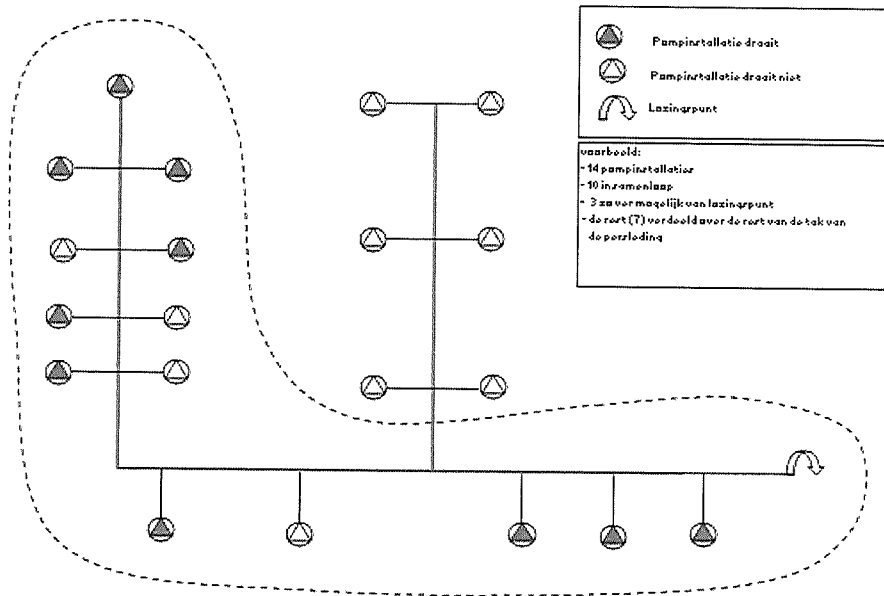 Pompinstallatie draait
Pompinstallatie draait niet
Lozingspunt
voorbeeld:
- 14 pompinstallaties
- 10 in samenloop
- 3 zo ver mogelijk van lozingspunt
- de rest (7) verdeeld over de rest van de tak van
de persleiding